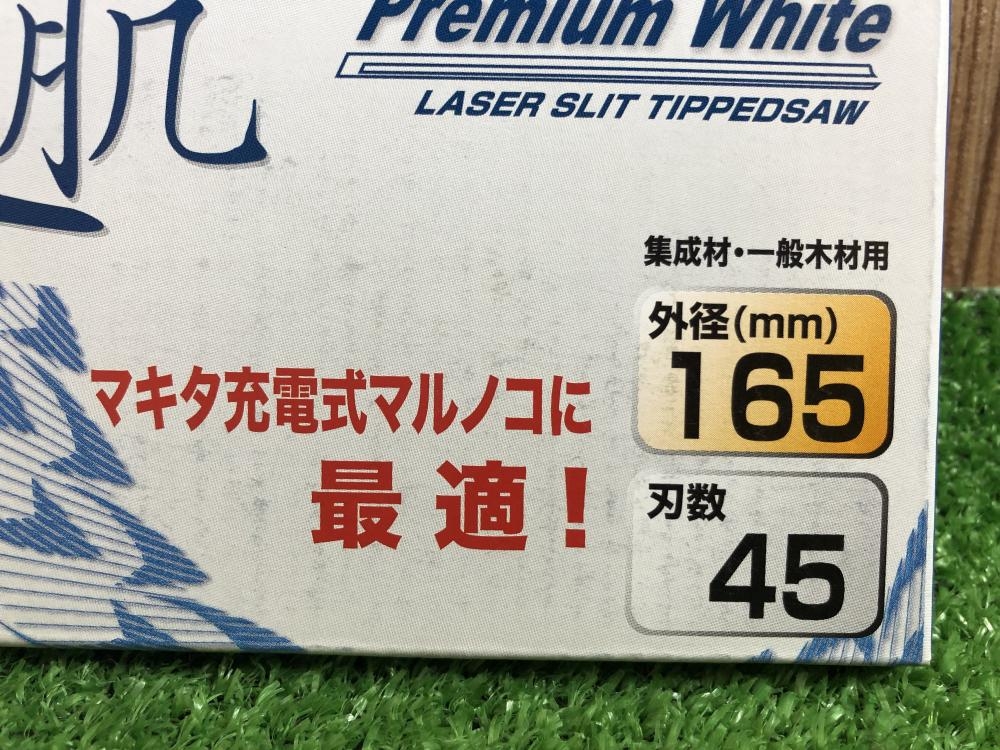 Premium White
肌
LASER SLIT TIPPEDSAW
集成材・一般木材用
外径(mm)
165
マキタ充電式マルノコに
最適！
刃数
45